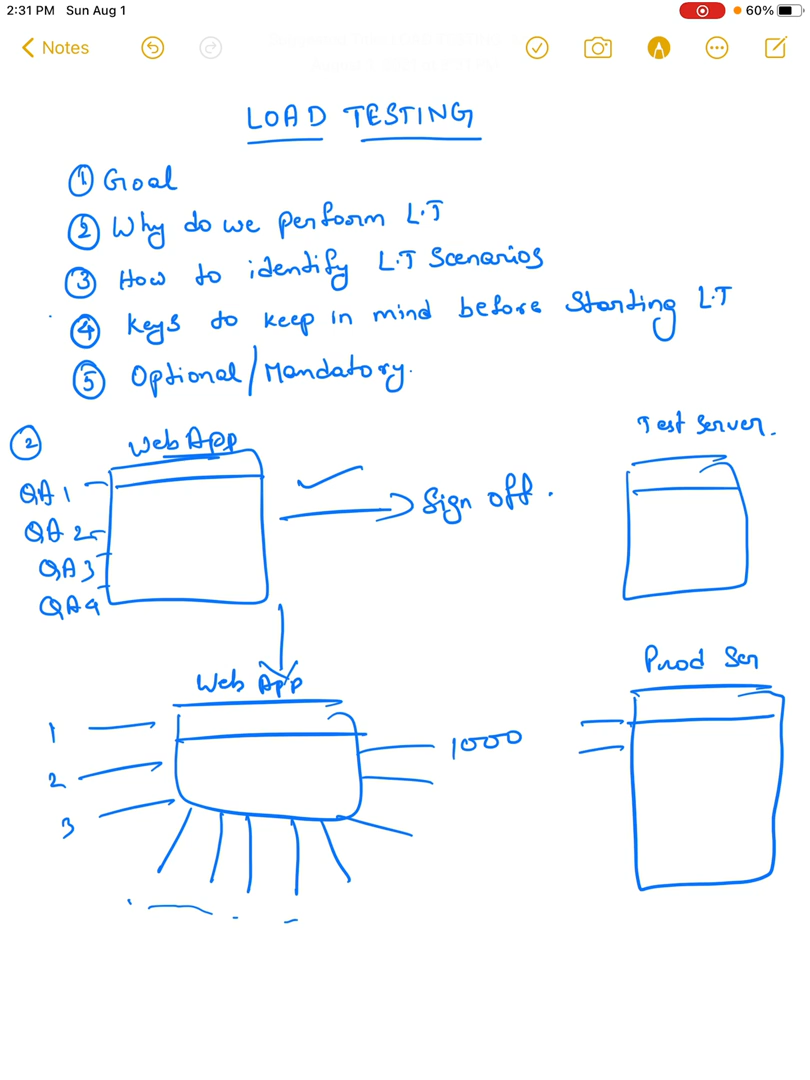 2:31 PM Sun Aug 1
60%
Notes
LOAD TESTING
① Goal
② Why do we perform L.T
③ How to identify L.T Scenarios
④ Keys to keep in mind before Starting L.T
⑤ Optional/Mandatory.
②
Web App
Test Server.
QA 1
QA 2
QA 3
QA 4
Sign off.
Web App
Prod Ser
1
2
3
1000